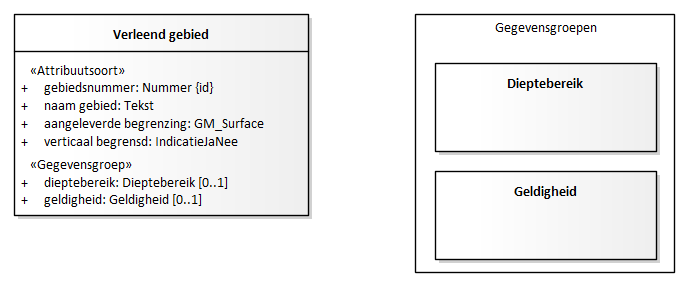 Verleend gebied
«Attribuutsoort»
+ gebiedsnummer: Nummer {id}
+ naam gebied: Tekst
+ aangeleverde begrenzing: GM_Surface
+ verticaal begrensd: IndicatieJaNee
«Gegevensgroep»
+ dieptebereik: Dieptebereik [0..1]
+ geldigheid: Geldigheid [0..1]
Gegevensgroepen
Dieptebereik
Geldigheid